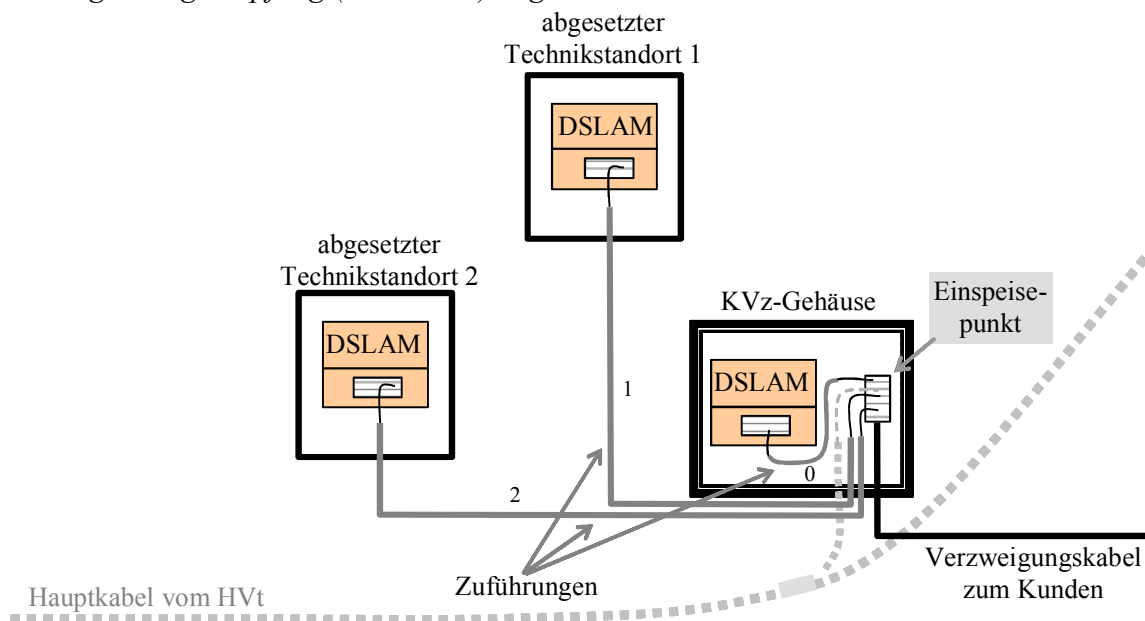 abgesetzter
Technikstandort 1
DSLAM
abgesetzter
Technikstandort 2
DSLAM
KVz-Gehäuse
Einspeise-
punkt
DSLAM
1
0
2
Zuführungen
Verzweigungskabel
zum Kunden
Hauptkabel vom HVt